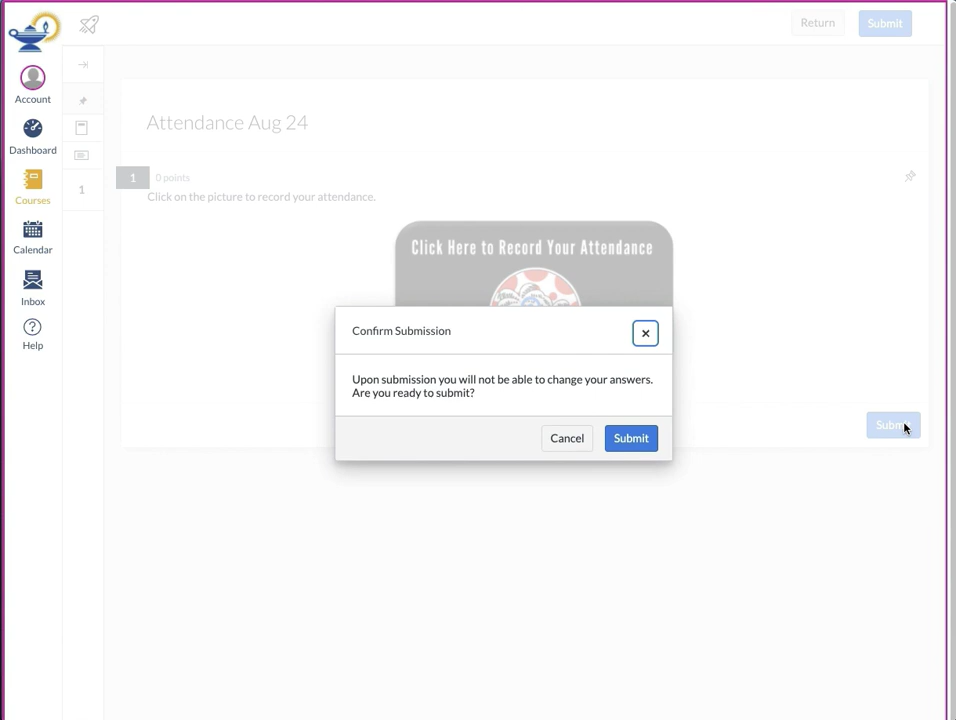 Return
Submit
Account
Dashboard
Courses
Calendar
Inbox
Help
1
Attendance Aug 24
1
0 points
Click on the picture to record your attendance.
Click Here to Record Your Attendance
Confirm Submission
Upon submission you will not be able to change your answers.
Are you ready to submit?
Cancel
Submit